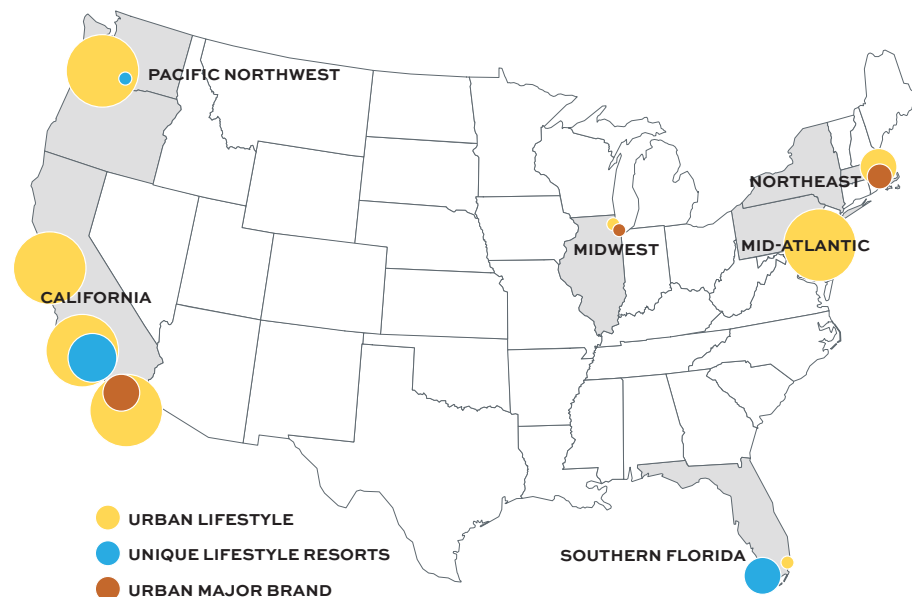 PACIFIC NORTHWEST
NORTHEAST
MID-ATLANTIC
MIDWEST
CALIFORNIA
URBAN LIFESTYLE
UNIQUE LIFESTYLE RESORTS
SOUTHERN FLORIDA
URBAN MAJOR BRAND